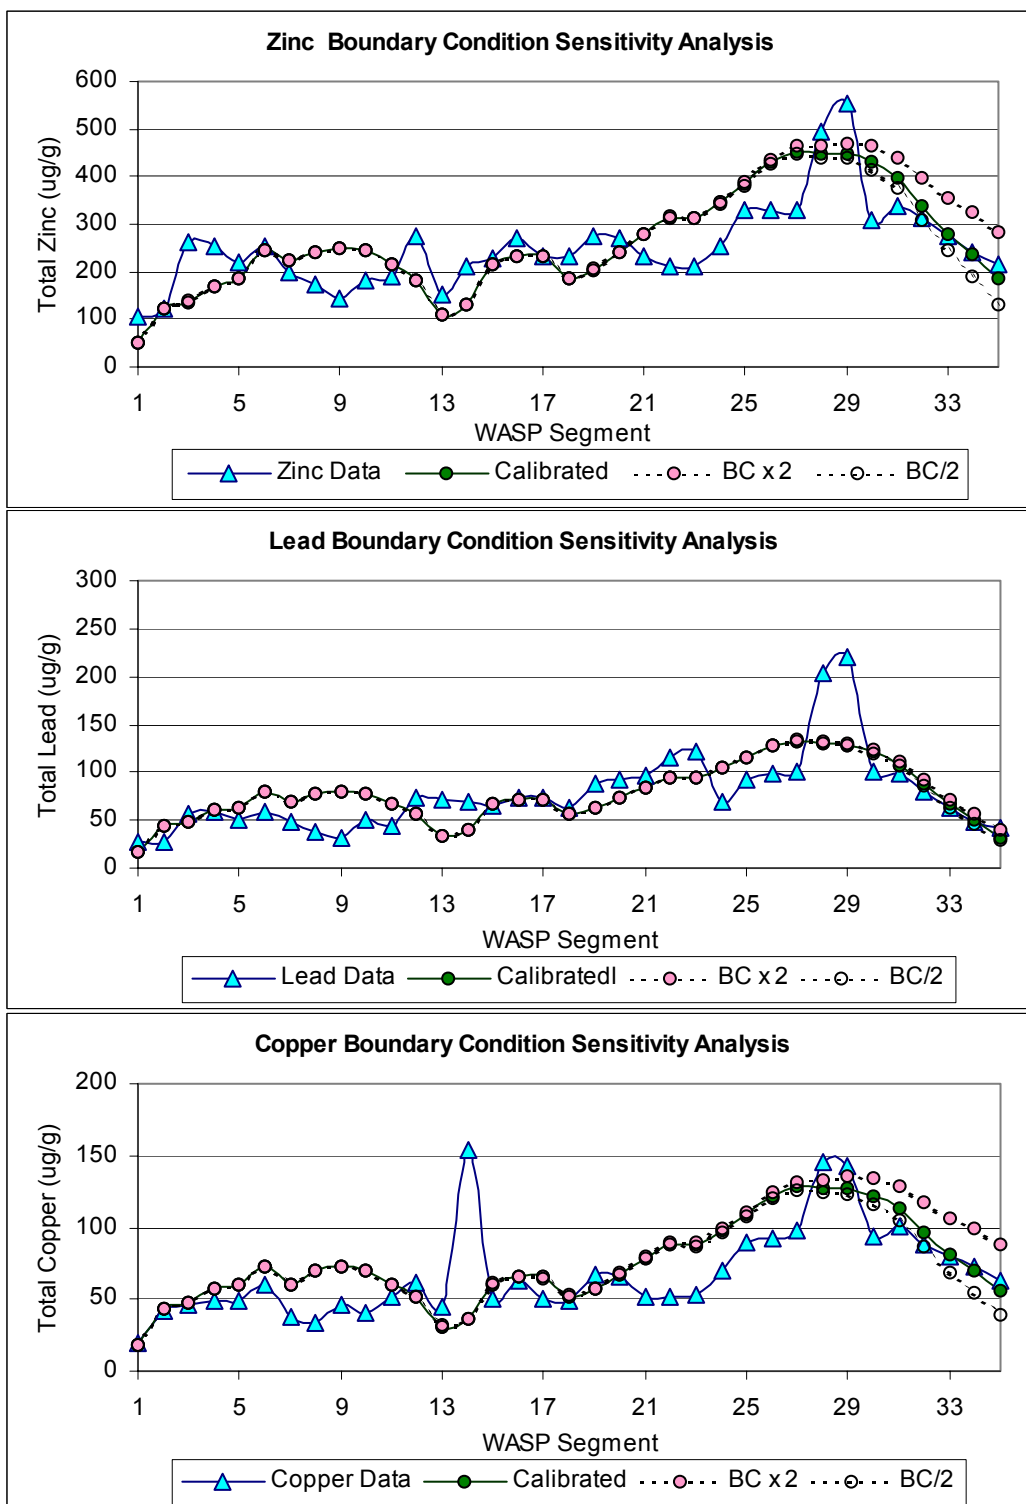 Zinc  Boundary Condition Sensitivity Analysis
600
500
400
300
200
100
0
Total Zinc (ug/g)
1 5 9 13 17 21 25 29 33
WASP Segment
Zinc Data Calibrated BC x 2 BC/2
Lead Boundary Condition Sensitivity Analysis
300
250
200
150
100
50
0
Total Lead (ug/g)
1 5 9 13 17 21 25 29 33
WASP Segment
Lead Data Calibratedl BC x 2 BC/2
Copper Boundary Condition Sensitivity Analysis
200
150
100
50
0
Total Copper (ug/g)
1 5 9 13 17 21 25 29 33
WASP Segment
Copper Data Calibrated BC x 2 BC/2